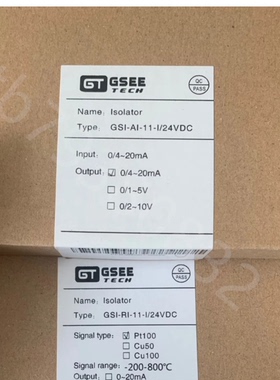 GT GSEE
TECH
QC
PASS
Name: Isolator
Type: GSI-AI-11-I/24VDC
Input: 0/4~20mA
Output: ☑ 0/4~20mA
☐ 0/1~5V
☐ 0/2~10V
GT GSEE
TECH
QC
PASS
Name: Isolator
Type: GSI-RI-11-I/24VDC
Signal type: ☑ Pt100
☐ Cu50
☐ Cu100
Signal range: -200-800℃
Output: ☐ 0~20mA